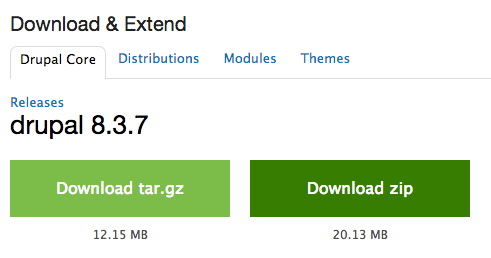 Download & Extend
Drupal Core Distributions Modules Themes
Releases
drupal 8.3.7
Download tar.gz Download zip
12.15 MB 20.13 MB